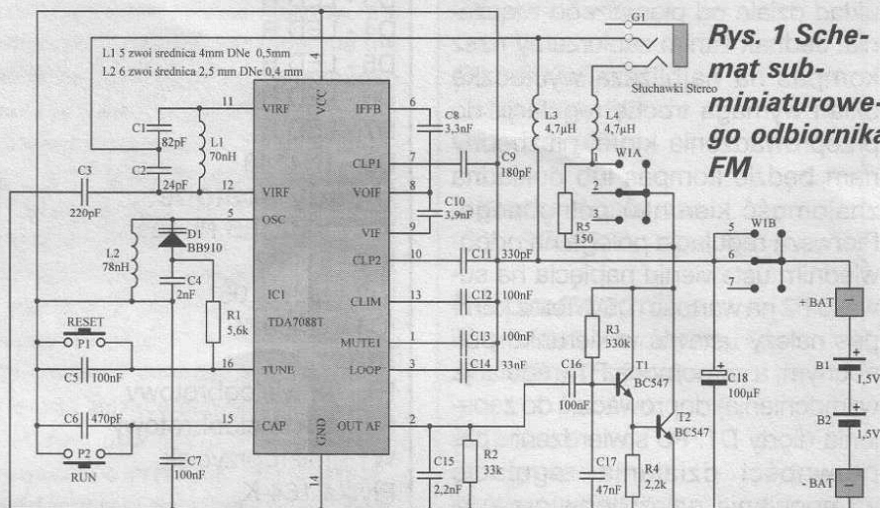 Rys. 1 Sche-
mat sub-
miniaturowe-
go odbiornika
FM
L1 5 zwoi średnica 4mm DNe 0,5mm
L2 6 zwoi średnica 2,5 mm DNe 0,4 mm
G1
Słuchawki Stereo
C1
82pF
C2
24pF
L1
70nH
C3
220pF
L2
78nH
D1
BB910
C4
2nF
R1
5,6k
RESET
P1
C5 100nF
C6 470pF
P2
RUN
C7
100nF
11
12
5
16
15
4
14
VIRF
VCC
IFFB
CLP1
VIRF
VOIF
OSC
VIF
CLP2
IC1
TDA7088T
CLIM
MUTE1
TUNE
LOOP
CAP
GND
OUT AF
6
7
8
9
10
13
1
3
2
C8
3,3nF
C9
180pF
C10
3,9nF
C11 330pF
C12 100nF
C13 100nF
C14 33nF
C15
2,2nF
R2
33k
L3
4,7µH
L4
4,7µH
1
2
3
W1A
R5
150
R3
330k
C16
100nF
T1
BC547
T2
BC547
C17
47nF
R4
2,2k
5
6
7
W1B
+
C18
100µF
+BAT
-
+
B1
1,5V
+
B2
1,5V
- BAT
-